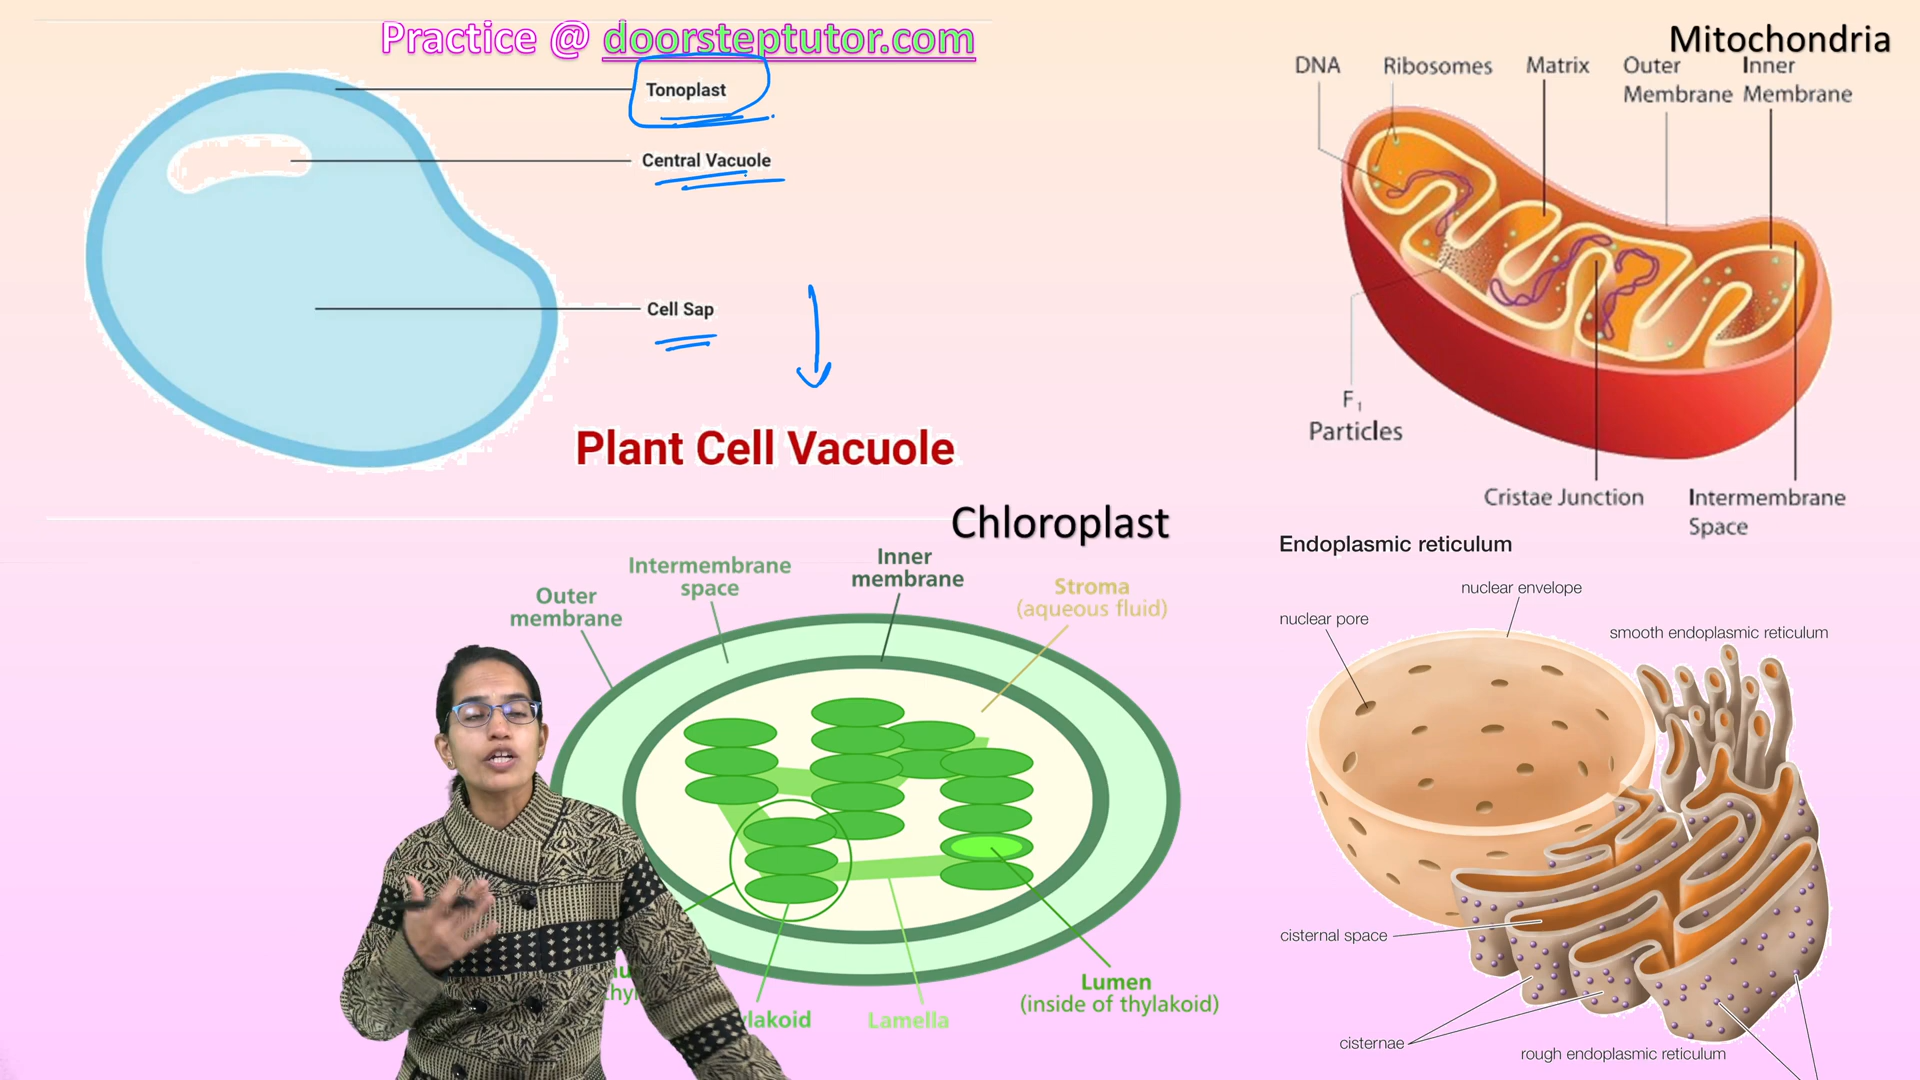 Practice @ doorsteptutor.com
Tonoplast
Central Vacuole
Cell Sap
Plant Cell Vacuole
Mitochondria
DNA
Ribosomes
Matrix
Outer
Membrane
Inner
Membrane
F1
Particles
Cristae Junction
Intermembrane
Space
Chloroplast
Outer
membrane
Intermembrane
space
Inner
membrane
Stroma
(aqueous fluid)
Lamella
Lumen
(inside of thylakoid)
Endoplasmic reticulum
nuclear pore
nuclear envelope
smooth endoplasmic reticulum
cisternal space
cisternae
rough endoplasmic reticulum